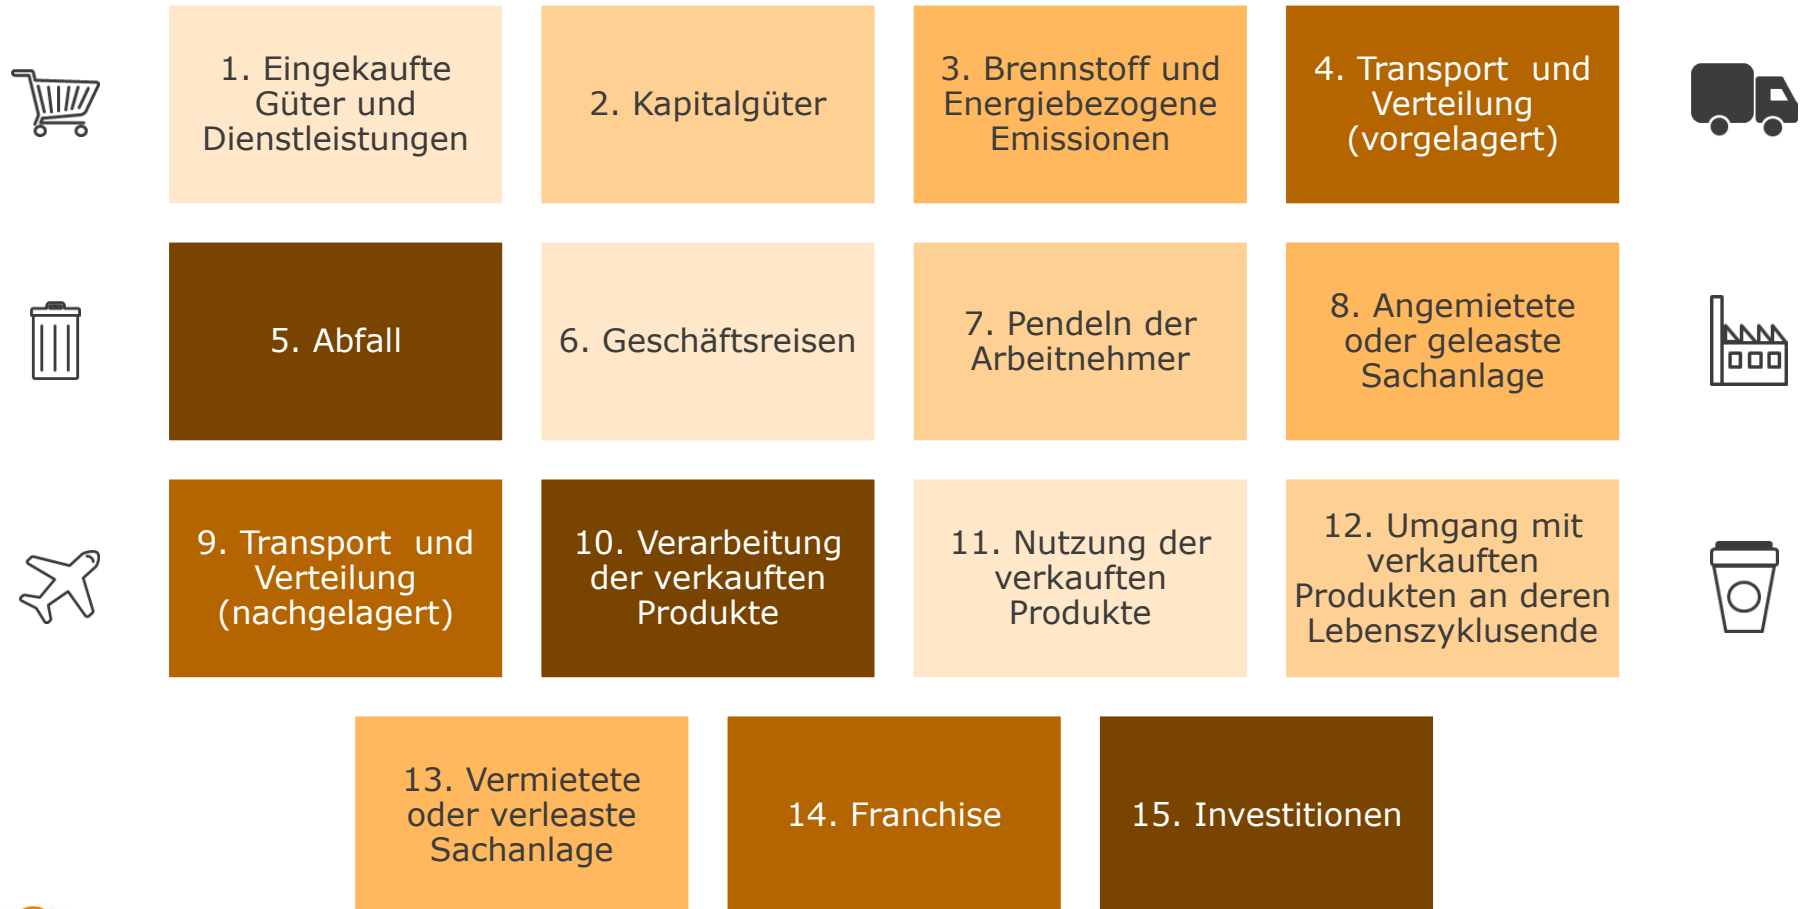 1. Eingekaufte
Güter und
Dienstleistungen
2. Kapitalgüter
3. Brennstoff und
Energiebezogene
Emissionen
4. Transport und
Verteilung
(vorgelagert)
5. Abfall
6. Geschäftsreisen
7. Pendeln der
Arbeitnehmer
8. Angemietete
oder geleaste
Sachanlage
9. Transport und
Verteilung
(nachgelagert)
10. Verarbeitung
der verkauften
Produkte
11. Nutzung der
verkauften
Produkte
12. Umgang mit
verkauften
Produkten an deren
Lebenszyklusende
13. Vermietete
oder verleaste
Sachanlage
14. Franchise
15. Investitionen